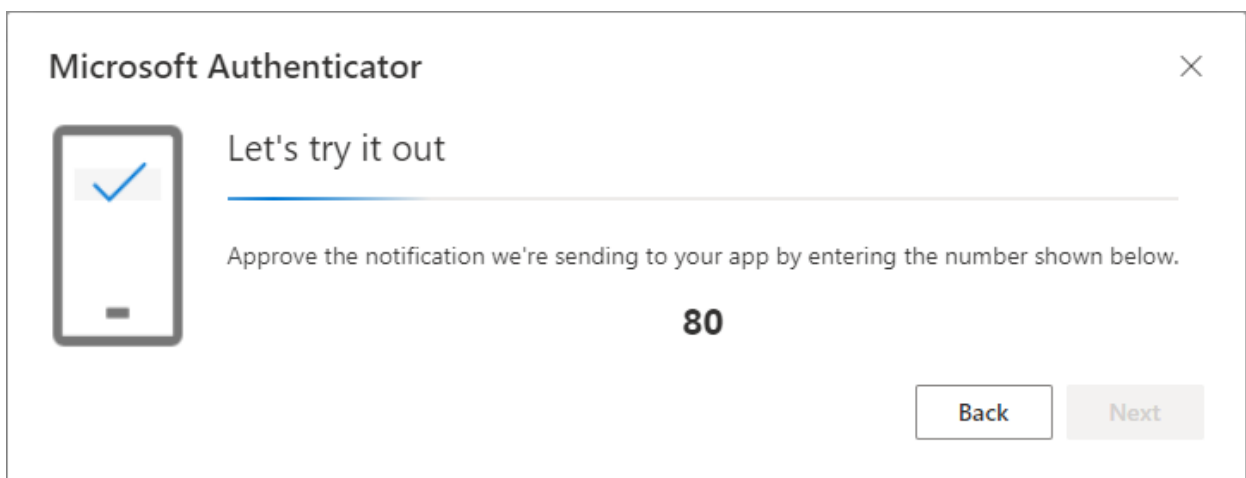 Microsoft Authenticator
Let's try it out
Approve the notification we're sending to your app by entering the number shown below.
80
Back
Next